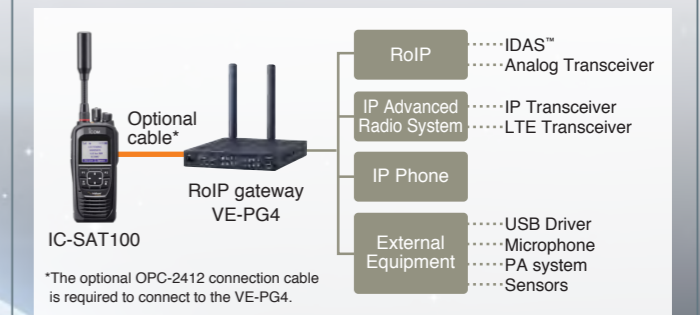 Optional
cable*
IC-SAT100
RoIP gateway
VE-PG4
RoIP
IDAS™
Analog Transceiver
IP Advanced
Radio System
IP Transceiver
LTE Transceiver
IP Phone
External
Equipment
USB Driver
Microphone
PA system
Sensors
*The optional OPC-2412 connection cable
is required to connect to the VE-PG4.